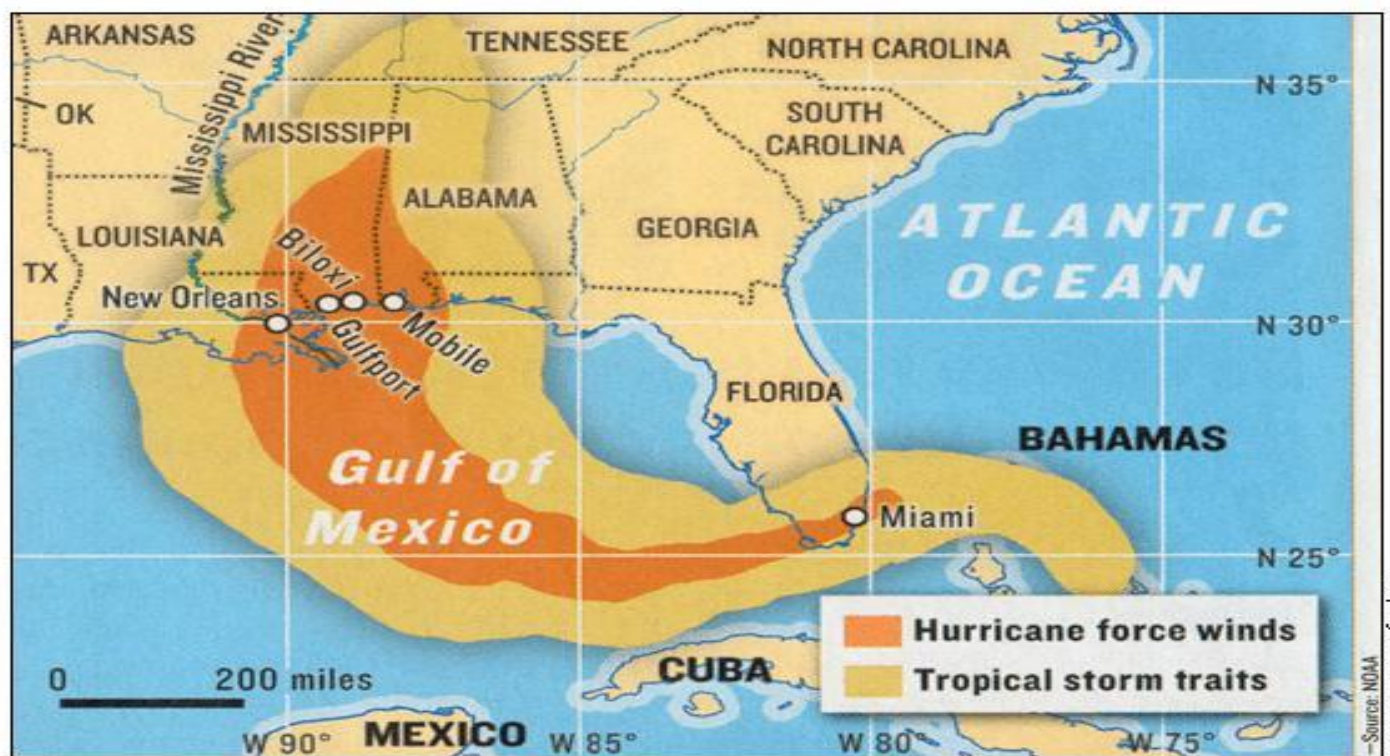 ARKANSAS
Mississippi River
TENNESSEE
NORTH CAROLINA
N 35°
OK
MISSISSIPPI
SOUTH
CAROLINA
ALABAMA
GEORGIA
ATLANTIC
OCEAN
LOUISIANA
TX
Biloxi
New Orleans
Gulfport
Mobile
N 30°
FLORIDA
BAHAMAS
Gulf of
Mexico
Miami
N 25°
Hurricane force winds
Tropical storm traits
CUBA
0 200 miles
MEXICO
W 90°
W 85°
W 80°
W 75°
–Source: NOAA